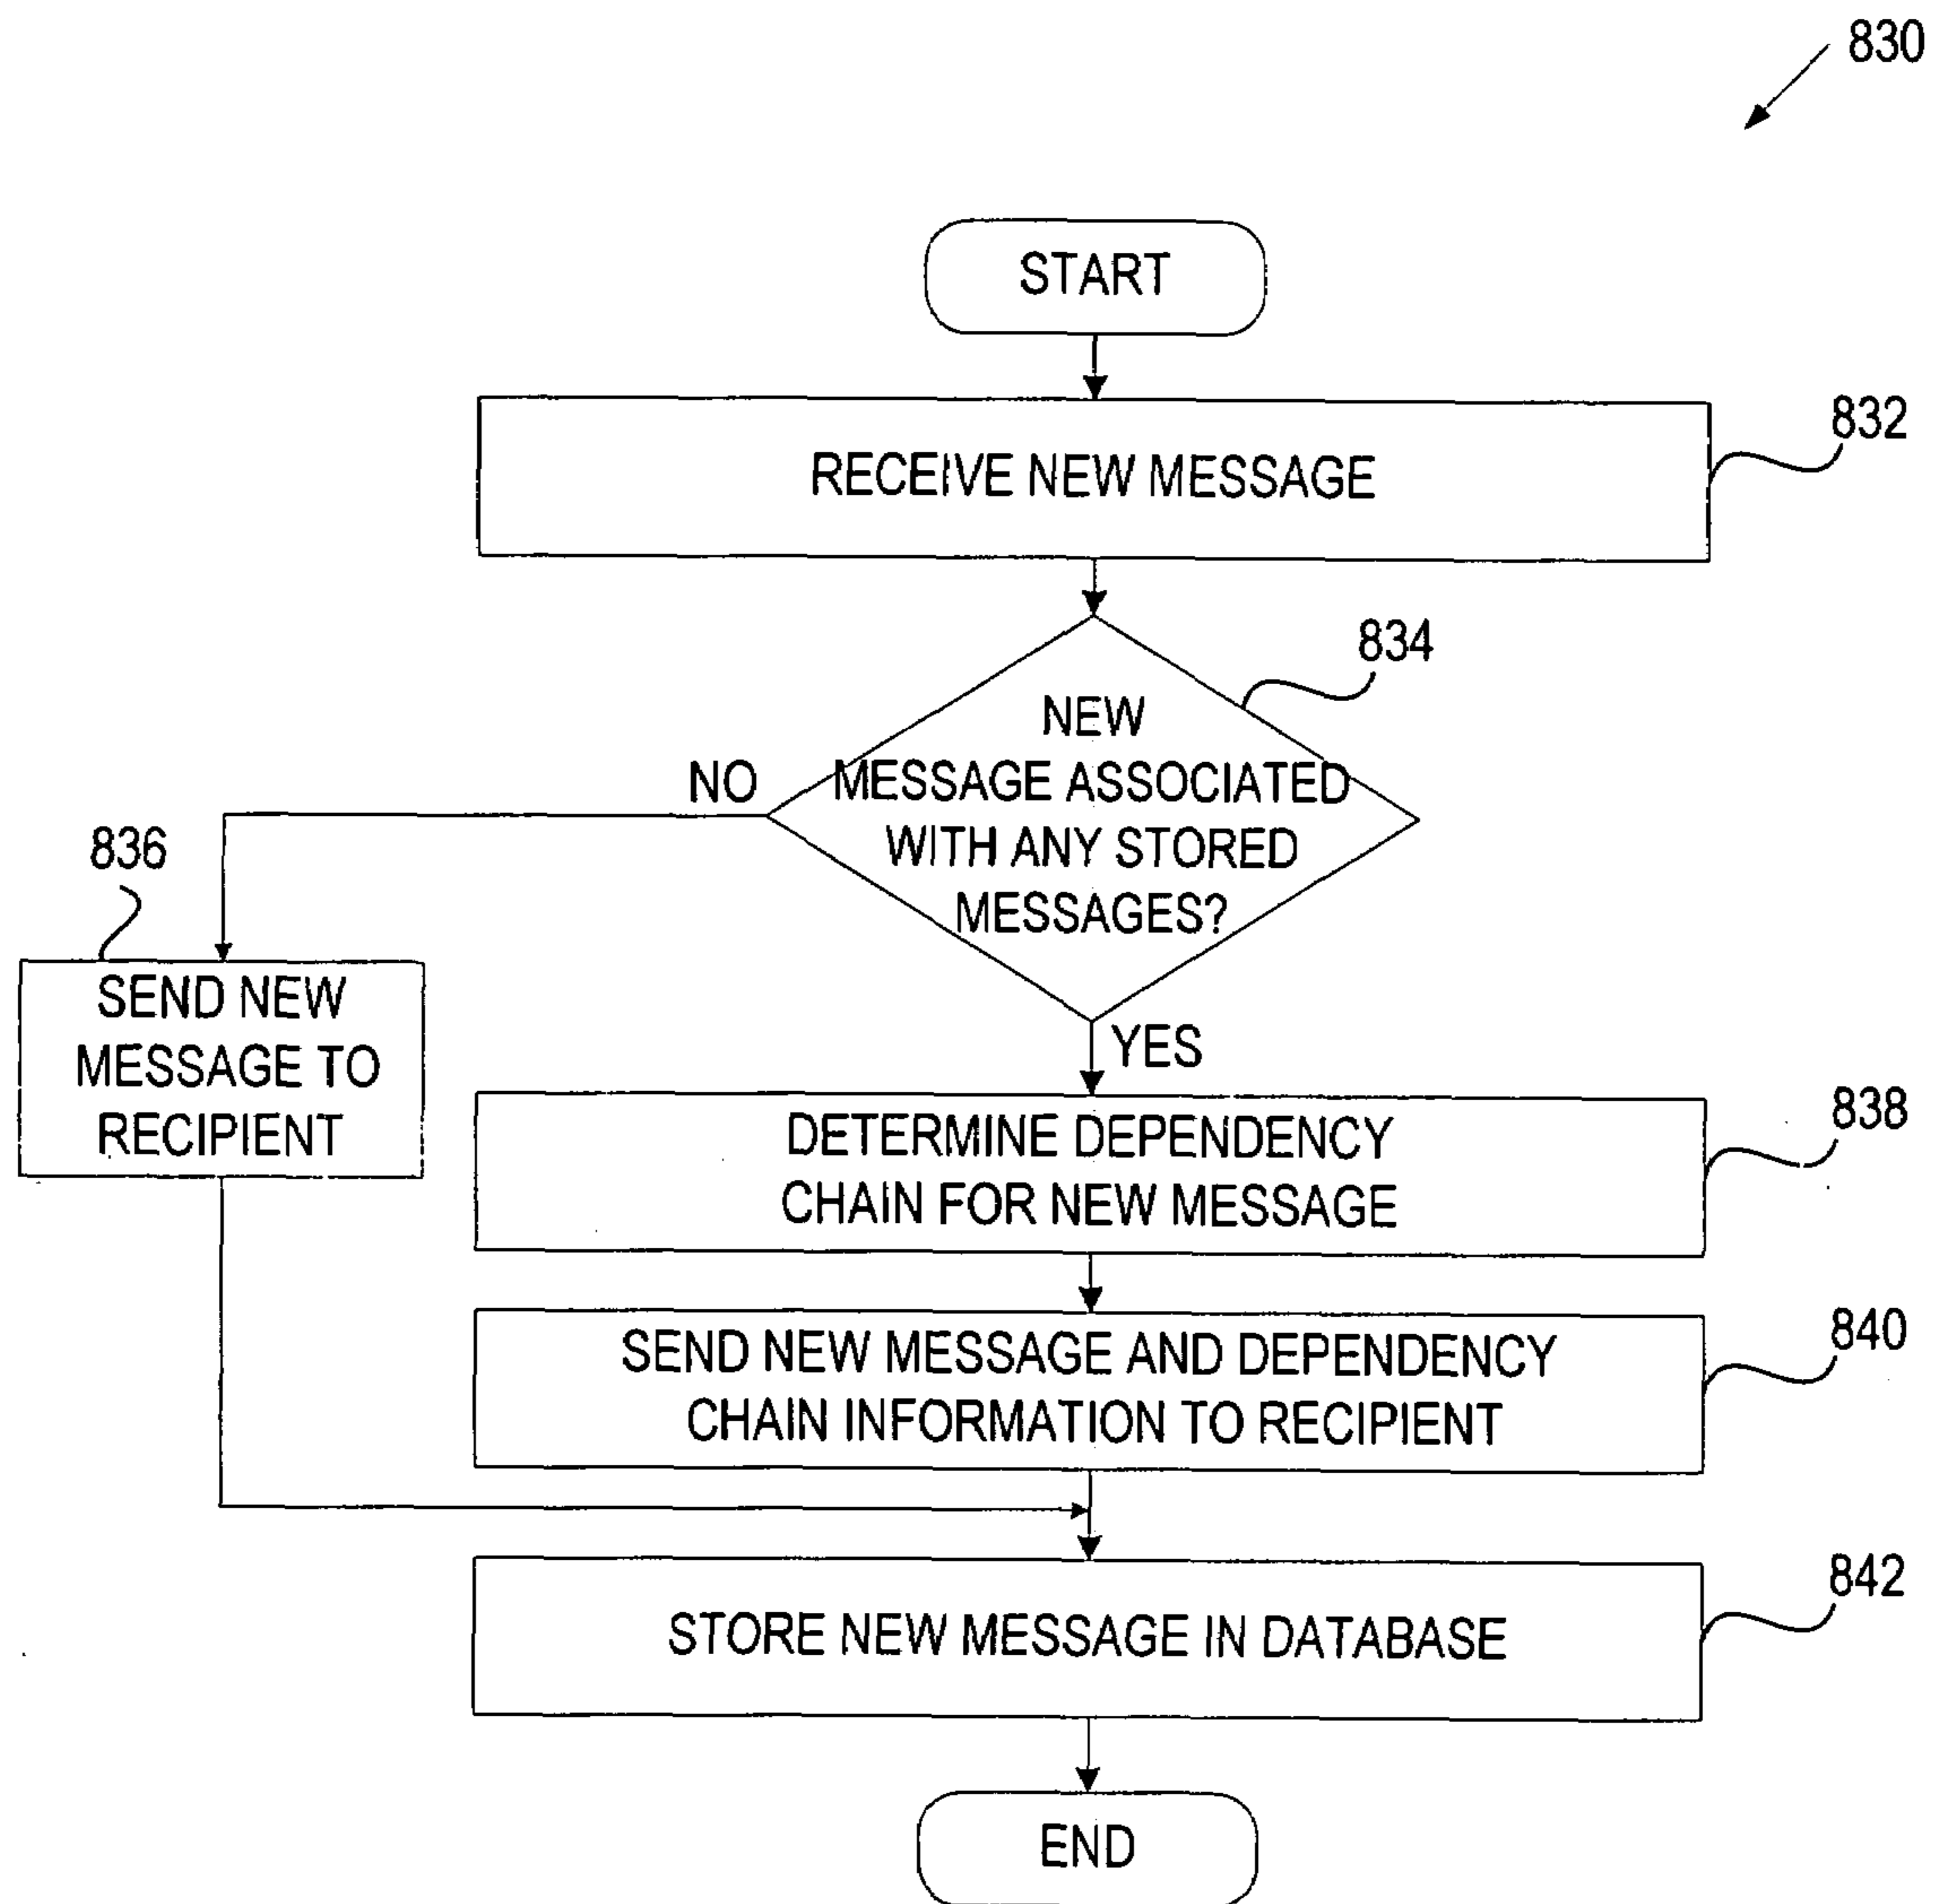 830
START
832
RECEIVE NEW MESSAGE
834
NEW
MESSAGE ASSOCIATED
WITH ANY STORED
MESSAGES?
NO
836
SEND NEW
MESSAGE TO
RECIPIENT
YES
838
DETERMINE DEPENDENCY
CHAIN FOR NEW MESSAGE
840
SEND NEW MESSAGE AND DEPENDENCY
CHAIN INFORMATION TO RECIPIENT
842
STORE NEW MESSAGE IN DATABASE
END